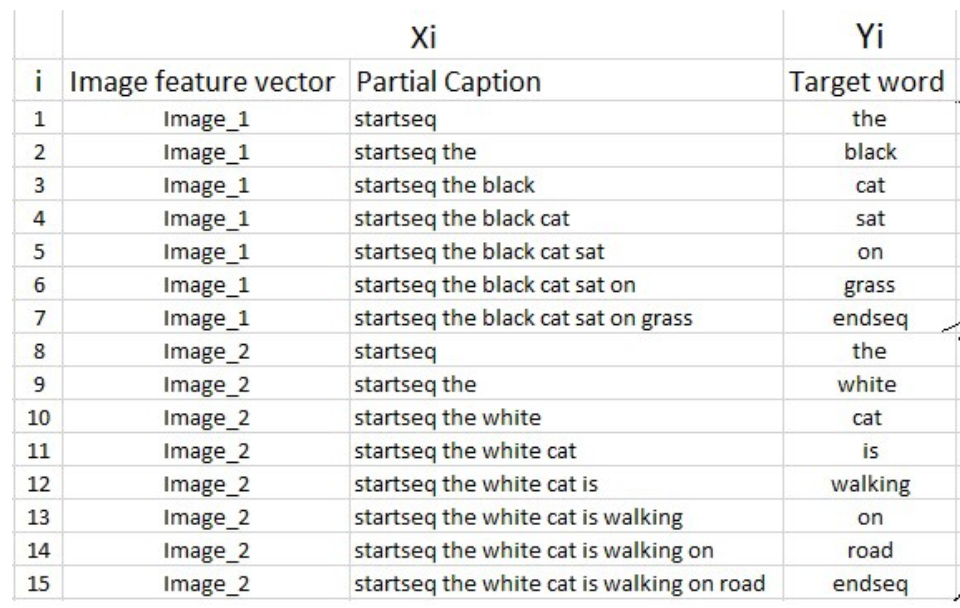 Xi Yi
i Image feature vector Partial Caption Target word
1 Image_1 startseq the
2 Image_1 startseq the black
3 Image_1 startseq the black cat
4 Image_1 startseq the black cat sat
5 Image_1 startseq the black cat sat on
6 Image_1 startseq the black cat sat on grass
7 Image_1 startseq the black cat sat on grass endseq
8 Image_2 startseq the
9 Image_2 startseq the white
10 Image_2 startseq the white cat
11 Image_2 startseq the white cat is
12 Image_2 startseq the white cat is walking
13 Image_2 startseq the white cat is walking on
14 Image_2 startseq the white cat is walking on road
15 Image_2 startseq the white cat is walking on road endseq